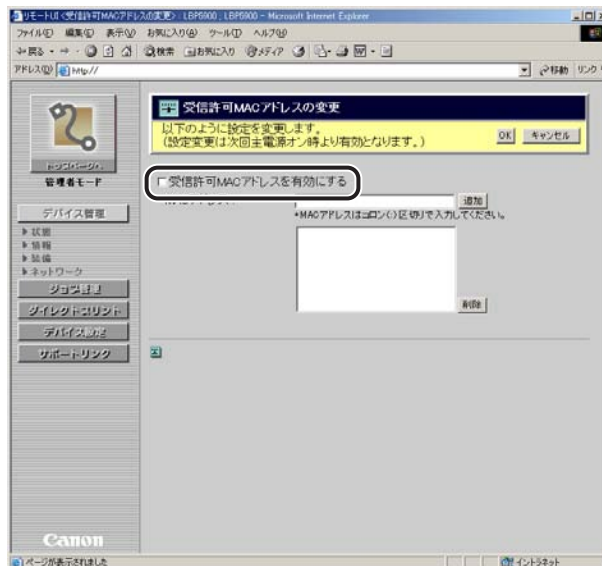 リモートUI <受信許可MACアドレスの変更> : LBP5900 ; LBP5900 - Microsoft Internet Explorer
ファイル(F) 編集(E) 表示(V) お気に入り(A) ツール(T) ヘルプ(H)
戻る 検索 お気に入り メディア
アドレス(D) http:// 移動 リンク
受信許可MACアドレスの変更
以下のように設定を変更します。
(設定変更は次回主電源オン時より有効となります。)
OK キャンセル
トップページへ
管理者モード
受信許可MACアドレスを有効にする
追加
*MACアドレスはコロン(:)区切りで入力してください。
削除
デバイス管理
状態
情報
装備
ネットワーク
ジョブ管理
ダイレクトプリント
デバイス設定
サポートリンク
Canon
ページが表示されました
イントラネット